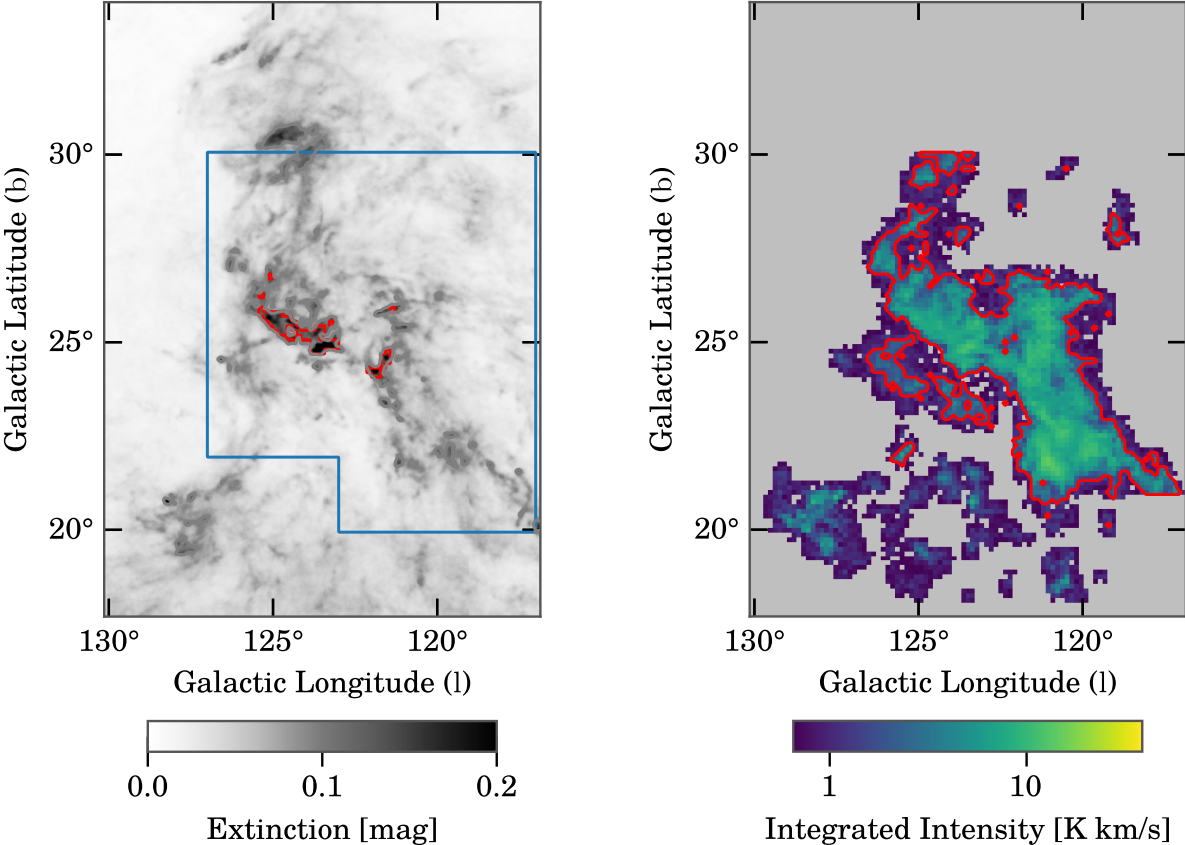 30°
25°
20°
Galactic Latitude (b)
130°
125°
120°
Galactic Longitude (l)
0.0
0.1
0.2
Extinction [mag]
30°
25°
20°
Galactic Latitude (b)
130°
125°
120°
Galactic Longitude (l)
1
10
Integrated Intensity [K km/s]